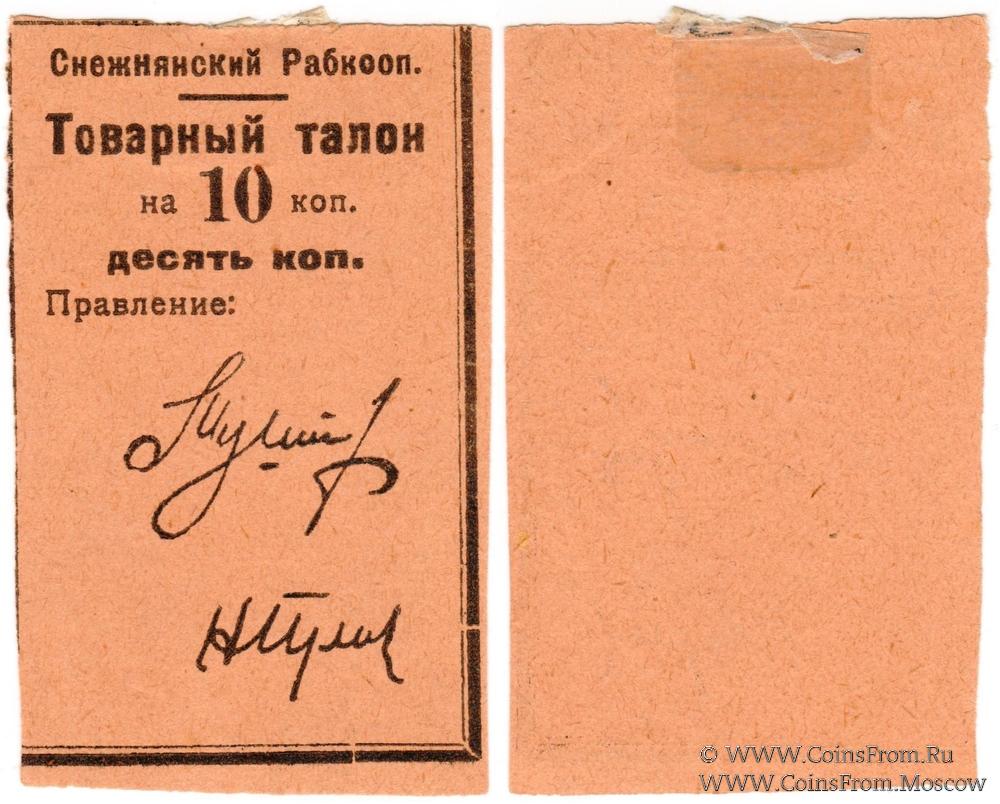 Снежнянский Рабкооп.
Товарный талон
на 10 коп.
десять коп.
Правление:
© WWW.CoinsFrom.Ru
WWW.CoinsFrom.Moscow